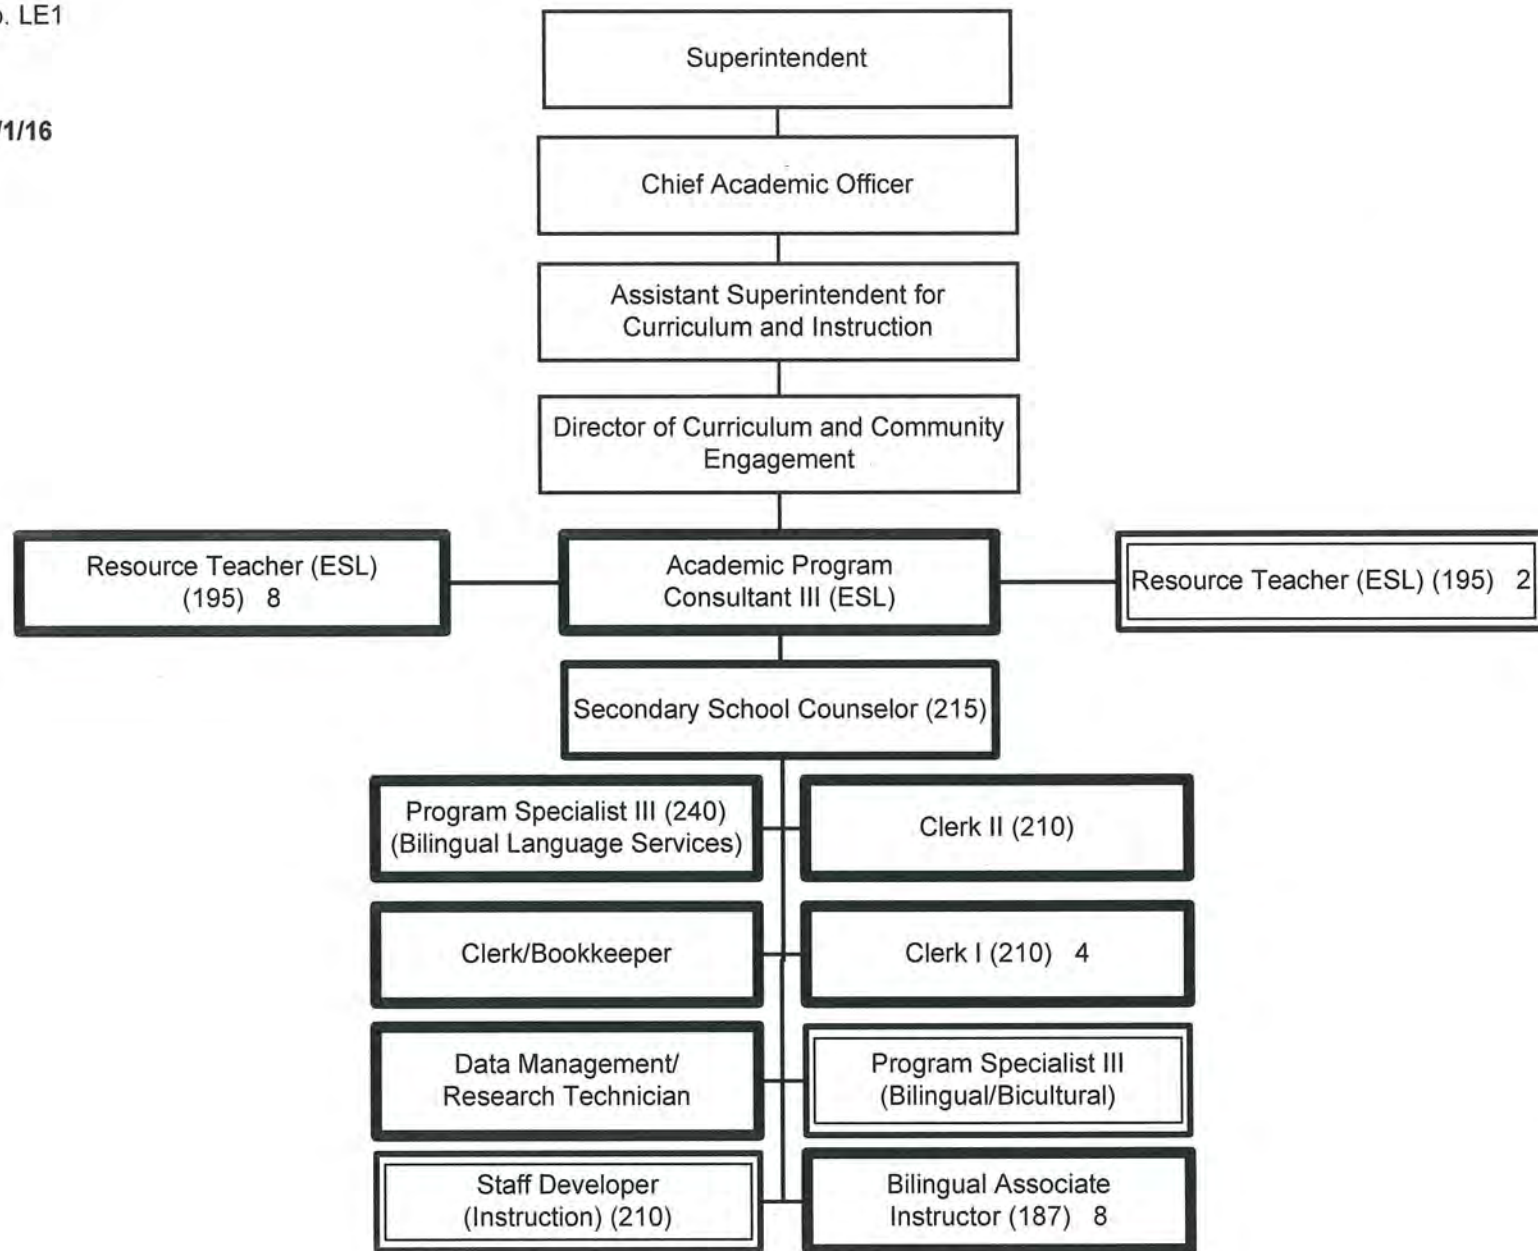 . LE1
/1/16
Superintendent
Chief Academic Officer
Assistant Superintendent for
Curriculum and Instruction
Director of Curriculum and Community
Engagement
Resource Teacher (ESL)
(195) 8
Academic Program
Consultant III (ESL)
Resource Teacher (ESL) (195) 2
Secondary School Counselor (215)
Program Specialist III (240)
(Bilingual Language Services)
Clerk II (210)
Clerk/Bookkeeper
Clerk I (210) 4
Data Management/
Research Technician
Program Specialist III
(Bilingual/Bicultural)
Staff Developer
(Instruction) (210)
Bilingual Associate
Instructor (187) 8